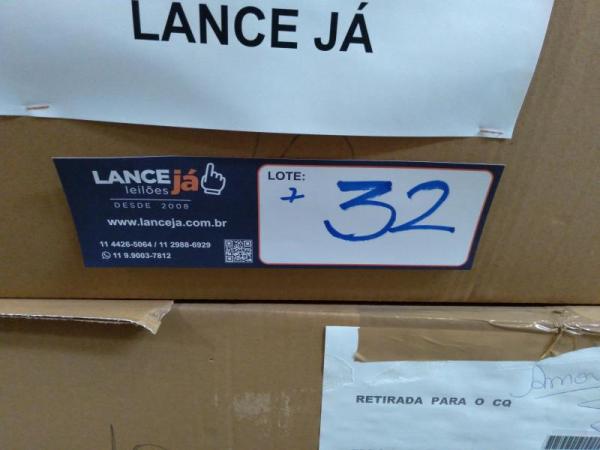 LANCE JÁ
LANCE já
leilões
DESDE 2008
www.lanceja.com.br
11 4426-5064 / 11 2988-6929
11 9.9003-7812
LOTE:
32
RETIRADA PARA O CQ